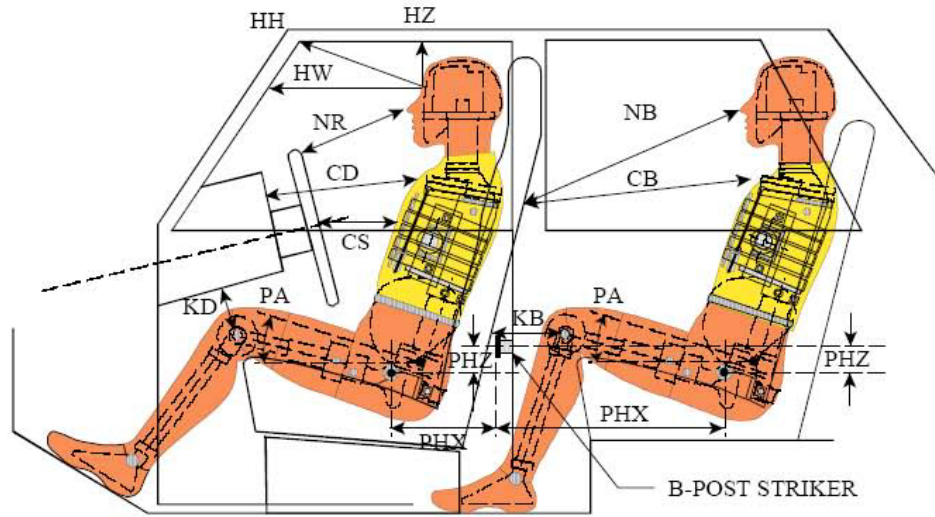 HH
HZ
HW
NR
NB
CD
CB
CS
KD
PA
KB
PA
PHZ
PHZ
PHX
PHX
B-POST STRIKER